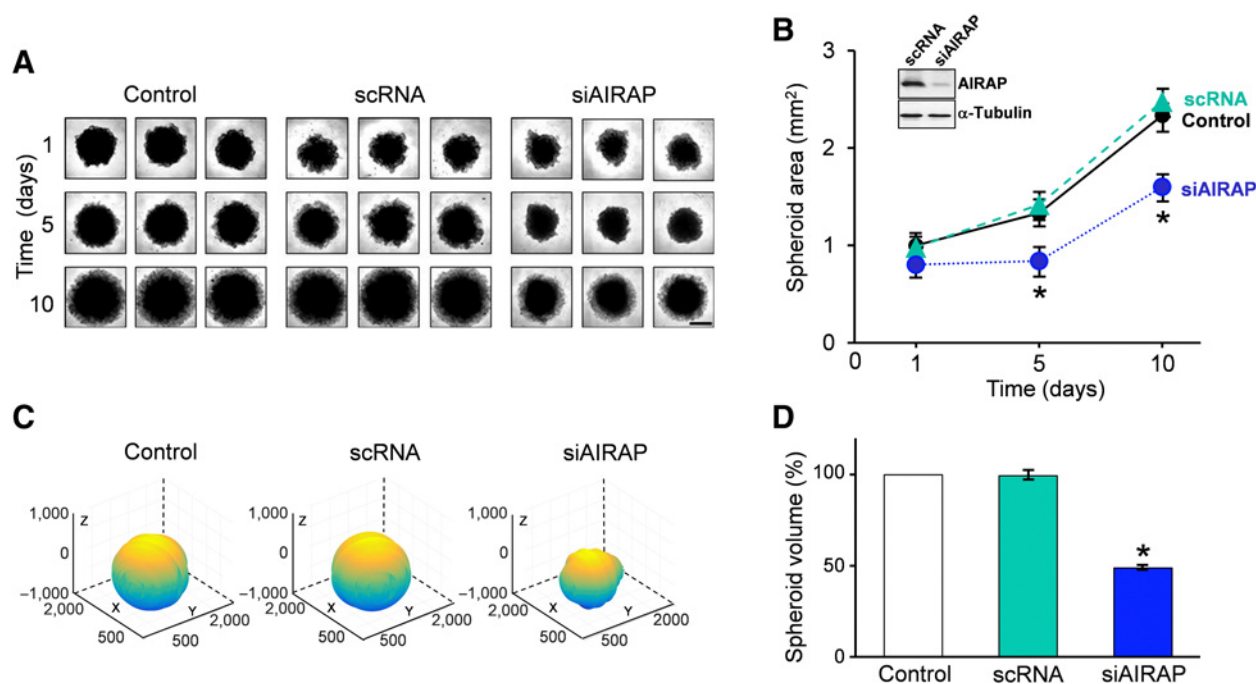 A
Control
scRNA
siAIRAP
Time (days)
1
5
10
B
scRNA
siAIRAP
AIRAP
α-Tubulin
Spheroid area (mm²)
3
2
1
0
scRNA
Control
siAIRAP
*
*
0
1
5
10
Time (days)
C
Control
scRNA
siAIRAP
1,000
0
–1,000
2,000
500
X
Y
Z
500
2,000
1,000
0
–1,000
2,000
500
X
Y
Z
500
2,000
1,000
0
–1,000
2,000
500
X
Y
Z
500
2000
D
Spheroid volume (%)
100
50
0
*
Control
scRNA
siAIRAP